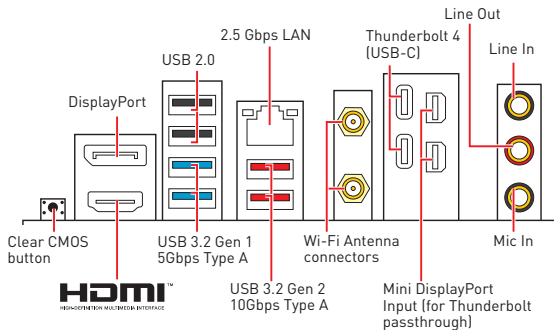 Line Out
2.5 Gbps LAN
Thunderbolt 4
(USB-C)
Line In
USB 2.0
DisplayPort
Clear CMOS
button
USB 3.2 Gen 1
5Gbps Type A
Wi-Fi Antenna
connectors
Mic In
HDMI™
HIGH-DEFINITION MULTIMEDIA INTERFACE
USB 3.2 Gen 2
10Gbps Type A
Mini DisplayPort
Input (for Thunderbolt
passthrough)